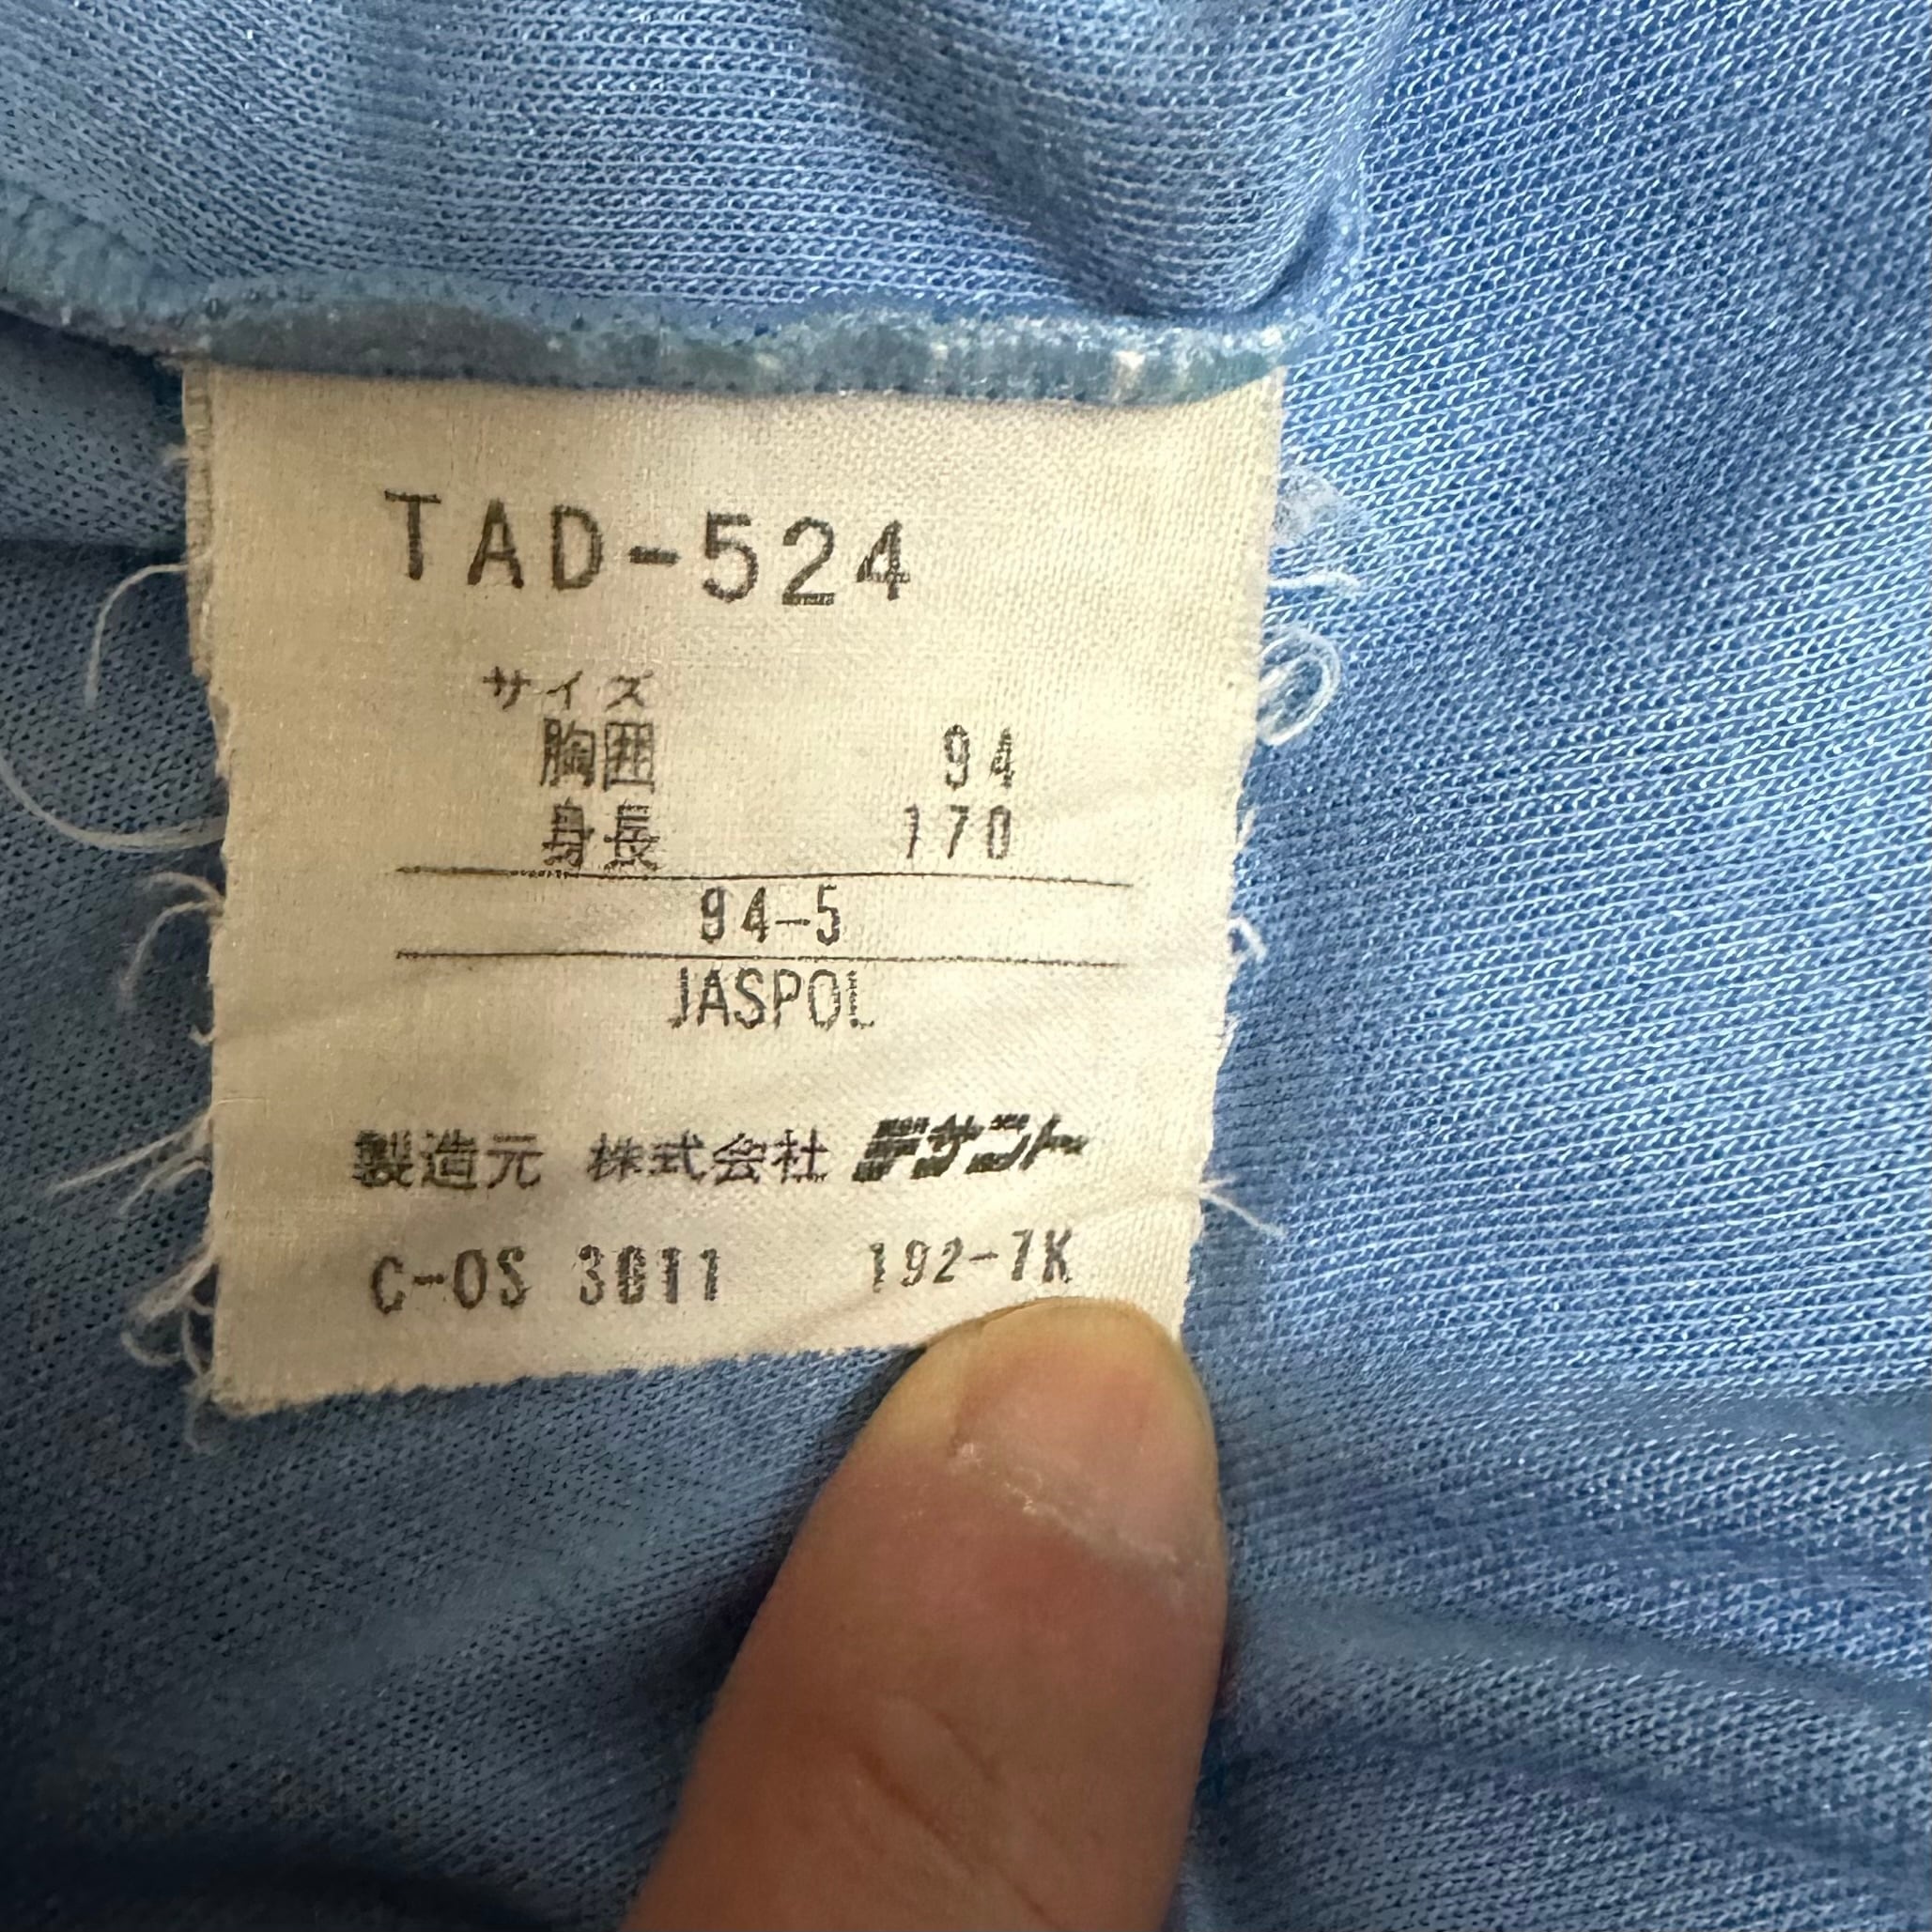 TAD-524
サイズ
胸囲 94
身長 170
94-5
JASPOL
製造元 株式会社 デサント
C-OS 3011 192-7K